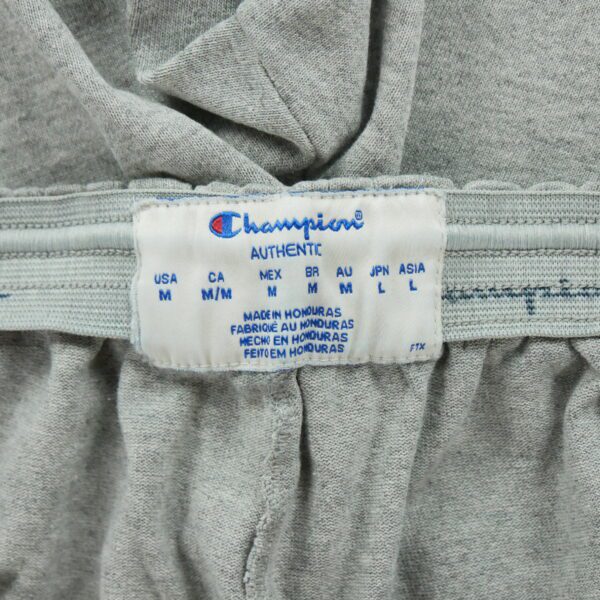 Champion®
AUTHENTIC
USA CA MEX BR AU JPN ASIA
M M/M M M M L L
MADE IN HONDURAS
FABRIQUÉ AU HONDURAS
HECHO EN HONDURAS
FEITO EM HONDURAS
FTX